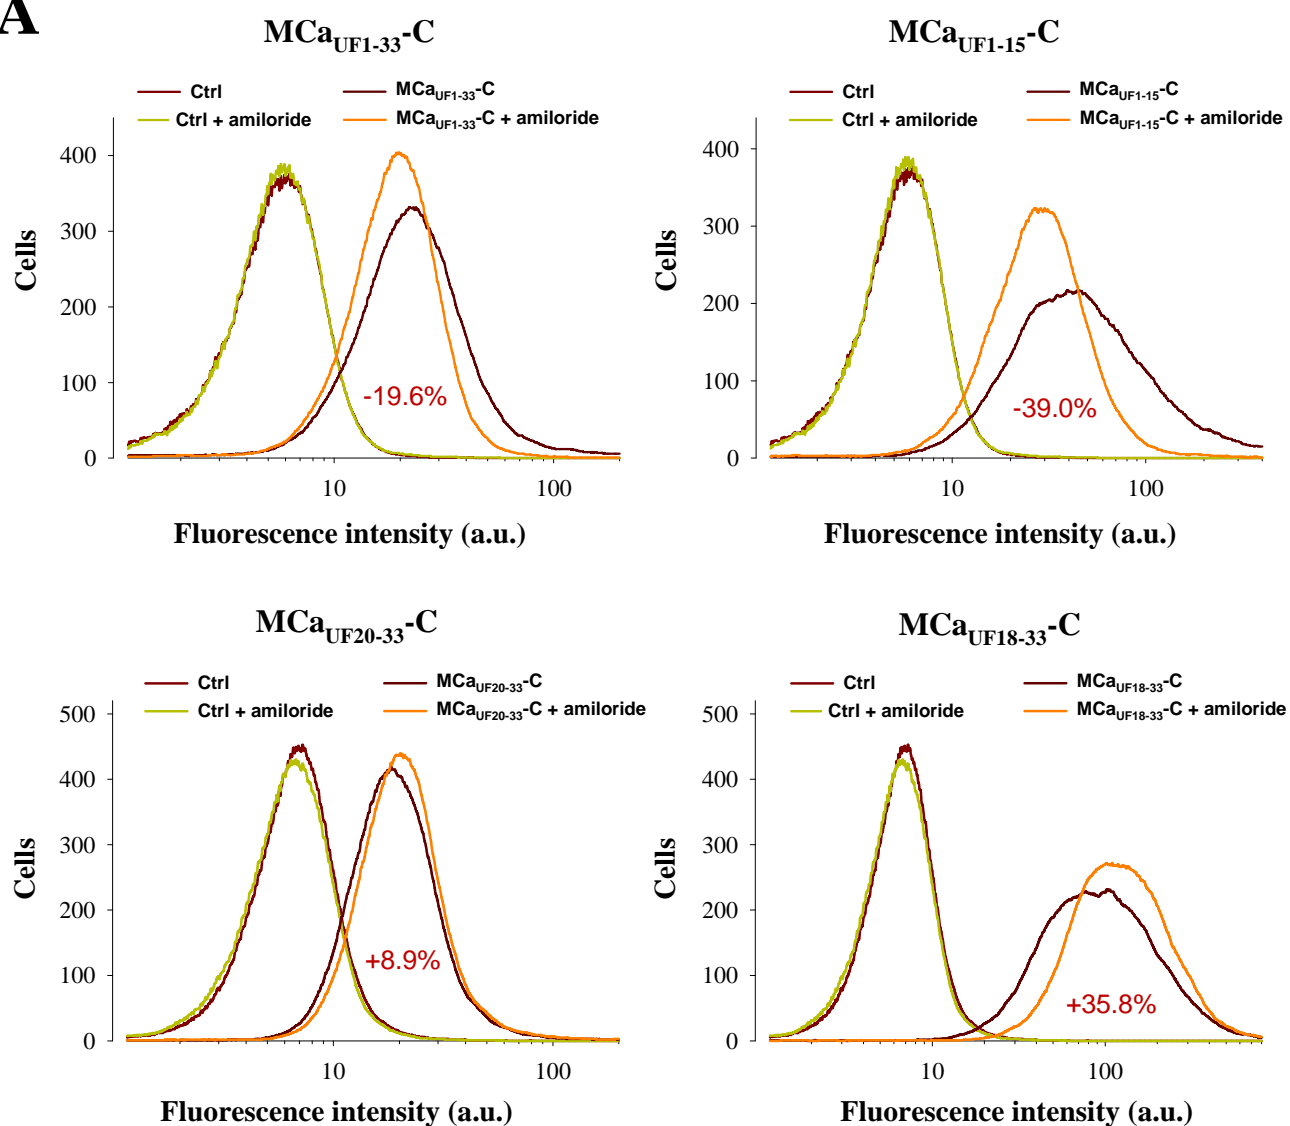 A
MCaUF1-33-C
Ctrl
MCaUF1-33-C
Ctrl + amiloride
MCaUF1-33-C + amiloride
400
300
200
100
0
Cells
-19.6%
10
100
Fluorescence intensity (a.u.)
MCaUF1-15-C
Ctrl
MCaUF1-15-C
Ctrl + amiloride
MCaUF1-15-C + amiloride
400
300
200
100
0
Cells
-39.0%
10
100
Fluorescence intensity (a.u.)
MCaUF20-33-C
Ctrl
MCaUF20-33-C
Ctrl + amiloride
MCaUF20-33-C + amiloride
500
400
300
200
100
0
Cells
+8.9%
10
100
Fluorescence intensity (a.u.)
MCaUF18-33-C
Ctrl
MCaUF18-33-C
Ctrl + amiloride
MCaUF18-33-C + amiloride
500
400
300
200
100
0
Cells
+35.8%
10
100
Fluorescence intensity (a.u.)